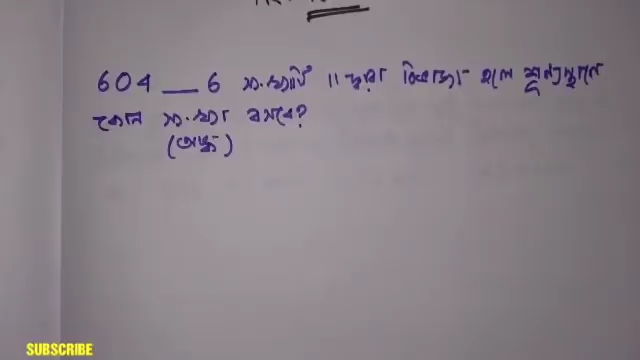 604 __ 6 সংখ্যাটি 11 দ্বারা বিভাজ্য হলে শূন্যস্থানে
কোন সংখ্যা বসবে?
(অঙ্ক)
SUBSCRIBE